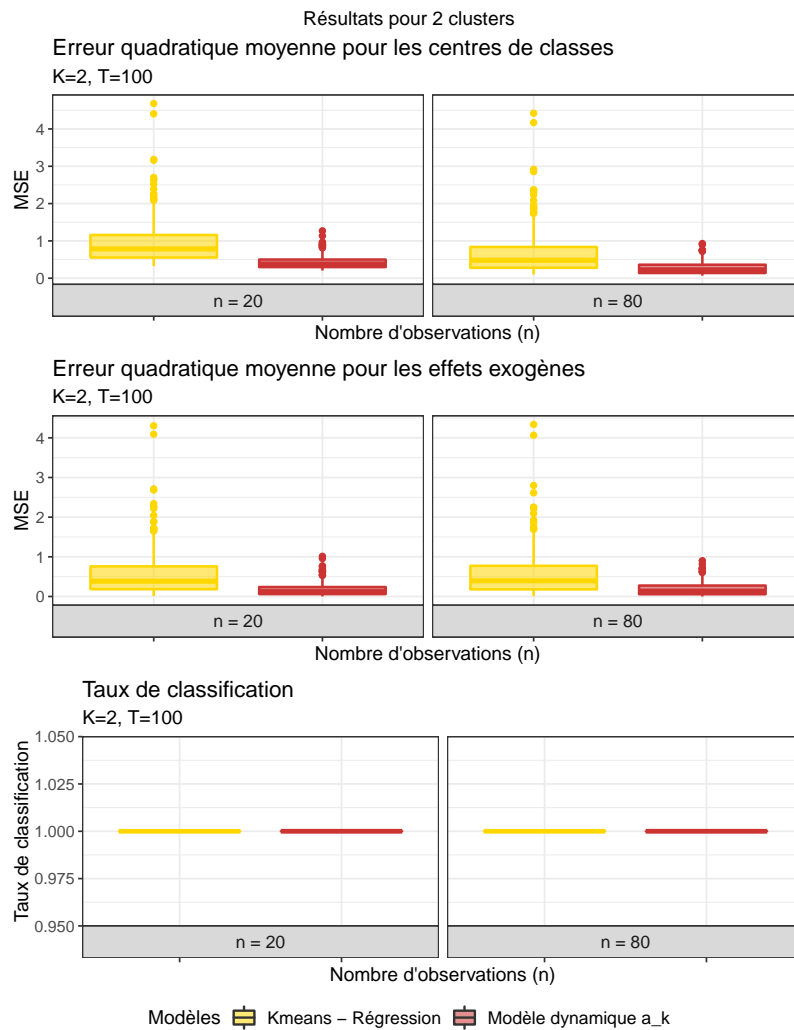 Résultats pour 2 clusters
Erreur quadratique moyenne pour les centres de classes
K=2, T=100
MSE
4
3
2
1
0
n = 20
n = 80
Nombre d'observations (n)
Erreur quadratique moyenne pour les effets exogènes
K=2, T=100
MSE
4
3
2
1
0
n = 20
n = 80
Nombre d'observations (n)
Taux de classification
K=2, T=100
Taux de classification
1.050
1.025
1.000
0.975
0.950
n = 20
n = 80
Nombre d'observations (n)
Modèles Kmeans − Régression Modèle dynamique a_k